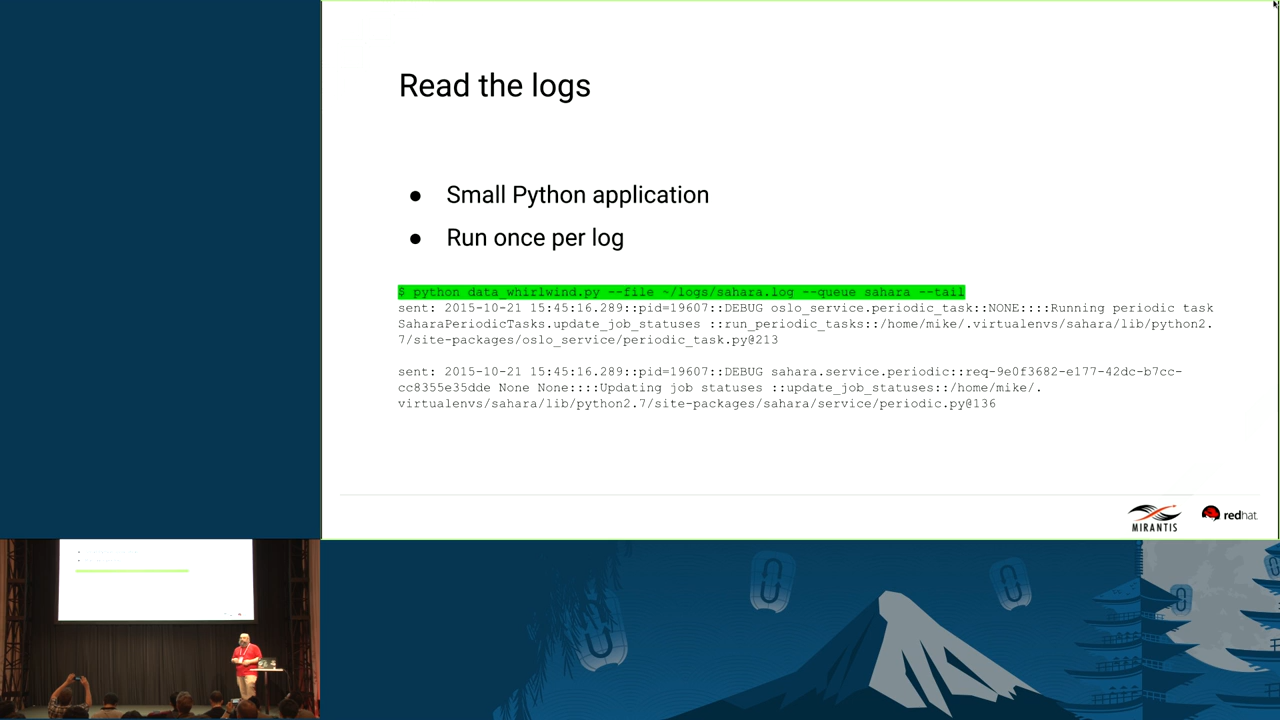 Read the logs
● Small Python application
● Run once per log
$ python data_whirlwind.py --file ~/logs/sahara.log --queue sahara --tail
sent: 2015-10-21 15:45:16.289::pid=19607::DEBUG oslo_service.periodic_task::NONE::::Running periodic task
SaharaPeriodicTasks.update_job_statuses ::run_periodic_tasks::/home/mike/.virtualenvs/sahara/lib/python2.
7/site-packages/oslo_service/periodic_task.py@213
sent: 2015-10-21 15:45:16.289::pid=19607::DEBUG sahara.service.periodic::req-9e0f3682-e177-42dc-b7cc-
cc8355e35dde None None::::Updating job statuses ::update_job_statuses::/home/mike/.
virtualenvs/sahara/lib/python2.7/site-packages/sahara/service/periodic.py@136
MIRANTIS
redhat.